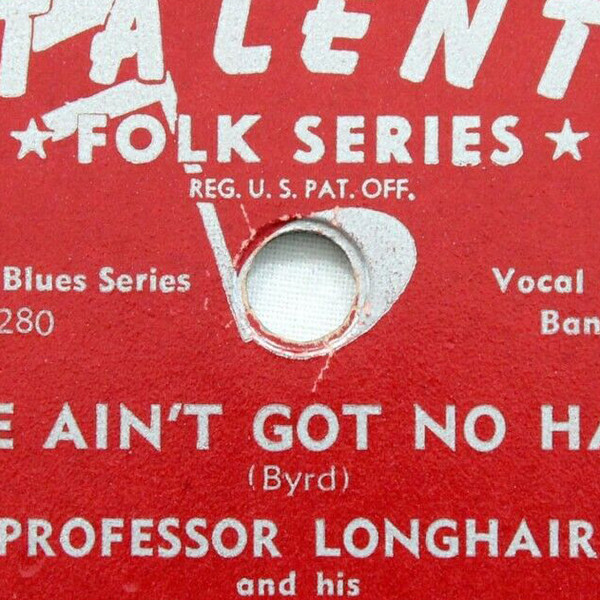 TALENT
★ FOLK SERIES ★
REG. U. S. PAT. OFF.
Blues Series Vocal
280 Ban
E AIN'T GOT NO HA
(Byrd)
PROFESSOR LONGHAIR
and his